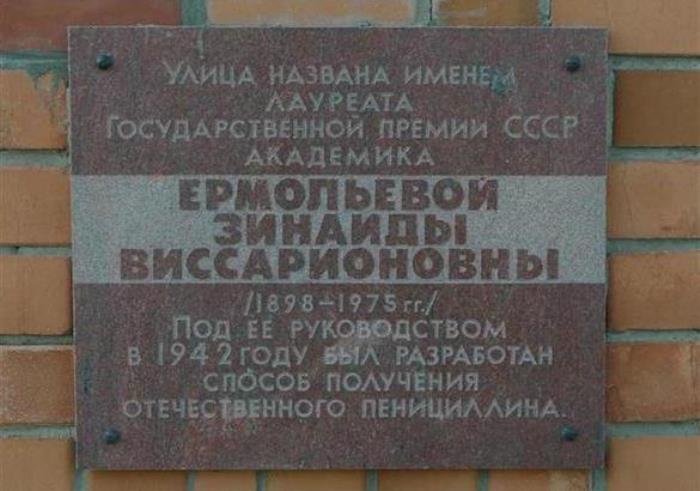 Улица названа именем
лауреата
Государственной премии СССР
академика
ЕРМОЛЬЕВОЙ
ЗИНАИДЫ
ВИССАРИОНОВНЫ
/1898–1975 гг./
Под ее руководством
в 1942 году был разработан
способ получения
отечественного пенициллина.